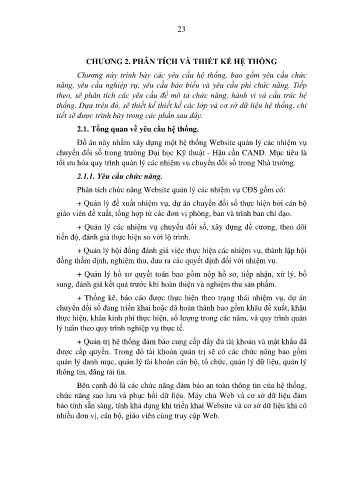 23
CHƯƠNG 2. PHÂN TÍCH VÀ THIẾT KẾ HỆ THỐNG
Chương này trình bày các yêu cầu hệ thống, bao gồm yêu cầu chức
năng, yêu cầu nghiệp vụ, yêu cầu báo biểu và yêu cầu phi chức năng. Tiếp
theo, sẽ phân tích các yêu cầu để mô tả chức năng, hành vi và cấu trúc hệ
thống. Dựa trên đó, sẽ thiết kế thiết kế các lớp và cơ sở dữ liệu hệ thống, chi
tiết sẽ được trình bày trong các phần sau đây.
2.1. Tổng quan về yêu cầu hệ thống.
Đồ án này nhắm xây dựng một hệ thống Website quản lý các nhiệm vụ
chuyển đổi số trong trường Đại học Kỹ thuật - Hậu cần CAND. Mục tiêu là
tối ưu hóa quy trình quản lý các nhiệm vụ chuyển đổi số trong Nhà trường.
2.1.1. Yêu cầu chức năng.
Phân tích chức năng Website quản lý các nhiệm vụ CĐS gồm có:
+ Quản lý đề xuất nhiệm vụ, dự án chuyển đổi số thực hiện bởi cán bộ
giáo viên đề xuất, tổng hợp từ các đơn vị phòng, ban và trình ban chỉ đạo.
+ Quản lý các nhiệm vụ chuyển đổi số, xây dựng đề cương, theo dõi
tiến độ, đánh giá thực hiện so với lộ trình.
+ Quản lý hội đồng đánh giá việc thực hiện các nhiệm vụ, thành lập hội
đồng thẩm định, nghiệm thu, đưa ra các quyết định đối với nhiệm vụ.
+ Quản lý hồ sơ quyết toán bao gồm nộp hồ sơ, tiếp nhận, xử lý, bổ
sung, đánh giá kết quả trước khi hoàn thiện và nghiệm thu sản phẩm.
+ Thống kê, báo cáo được thực hiện theo trạng thái nhiệm vụ, dự án
chuyển đổi số đang triển khai hoặc đã hoàn thành bao gồm khâu đề xuất, khâu
thực hiện, khâu kinh phí thực hiện, số lượng trong các năm, và quy trình quản
lý tuân theo quy trình nghiệp vụ thực tế.
+ Quản trị hệ thống đảm bảo cung cấp đầy đủ tài khoản và mật khẩu đã
được cấp quyền. Trong đó tài khoản quản trị sẽ có các chức năng bao gồm
quản lý danh mục, quản lý tài khoản cán bộ, tổ chức, quản lý dữ liệu, quản lý
thông tin, đăng tải tin.
Bên cạnh đó là các chức năng đảm bảo an toàn thông tin của hệ thống,
chức năng sao lưu và phục hồi dữ liệu. Máy chủ Web và cơ sở dữ liệu đảm
bảo tính sẵn sàng, tính khả dụng khi triển khai Website và cơ sở dữ liệu khi có
nhiều đơn vị, cán bộ, giáo viên cùng truy cập Web.